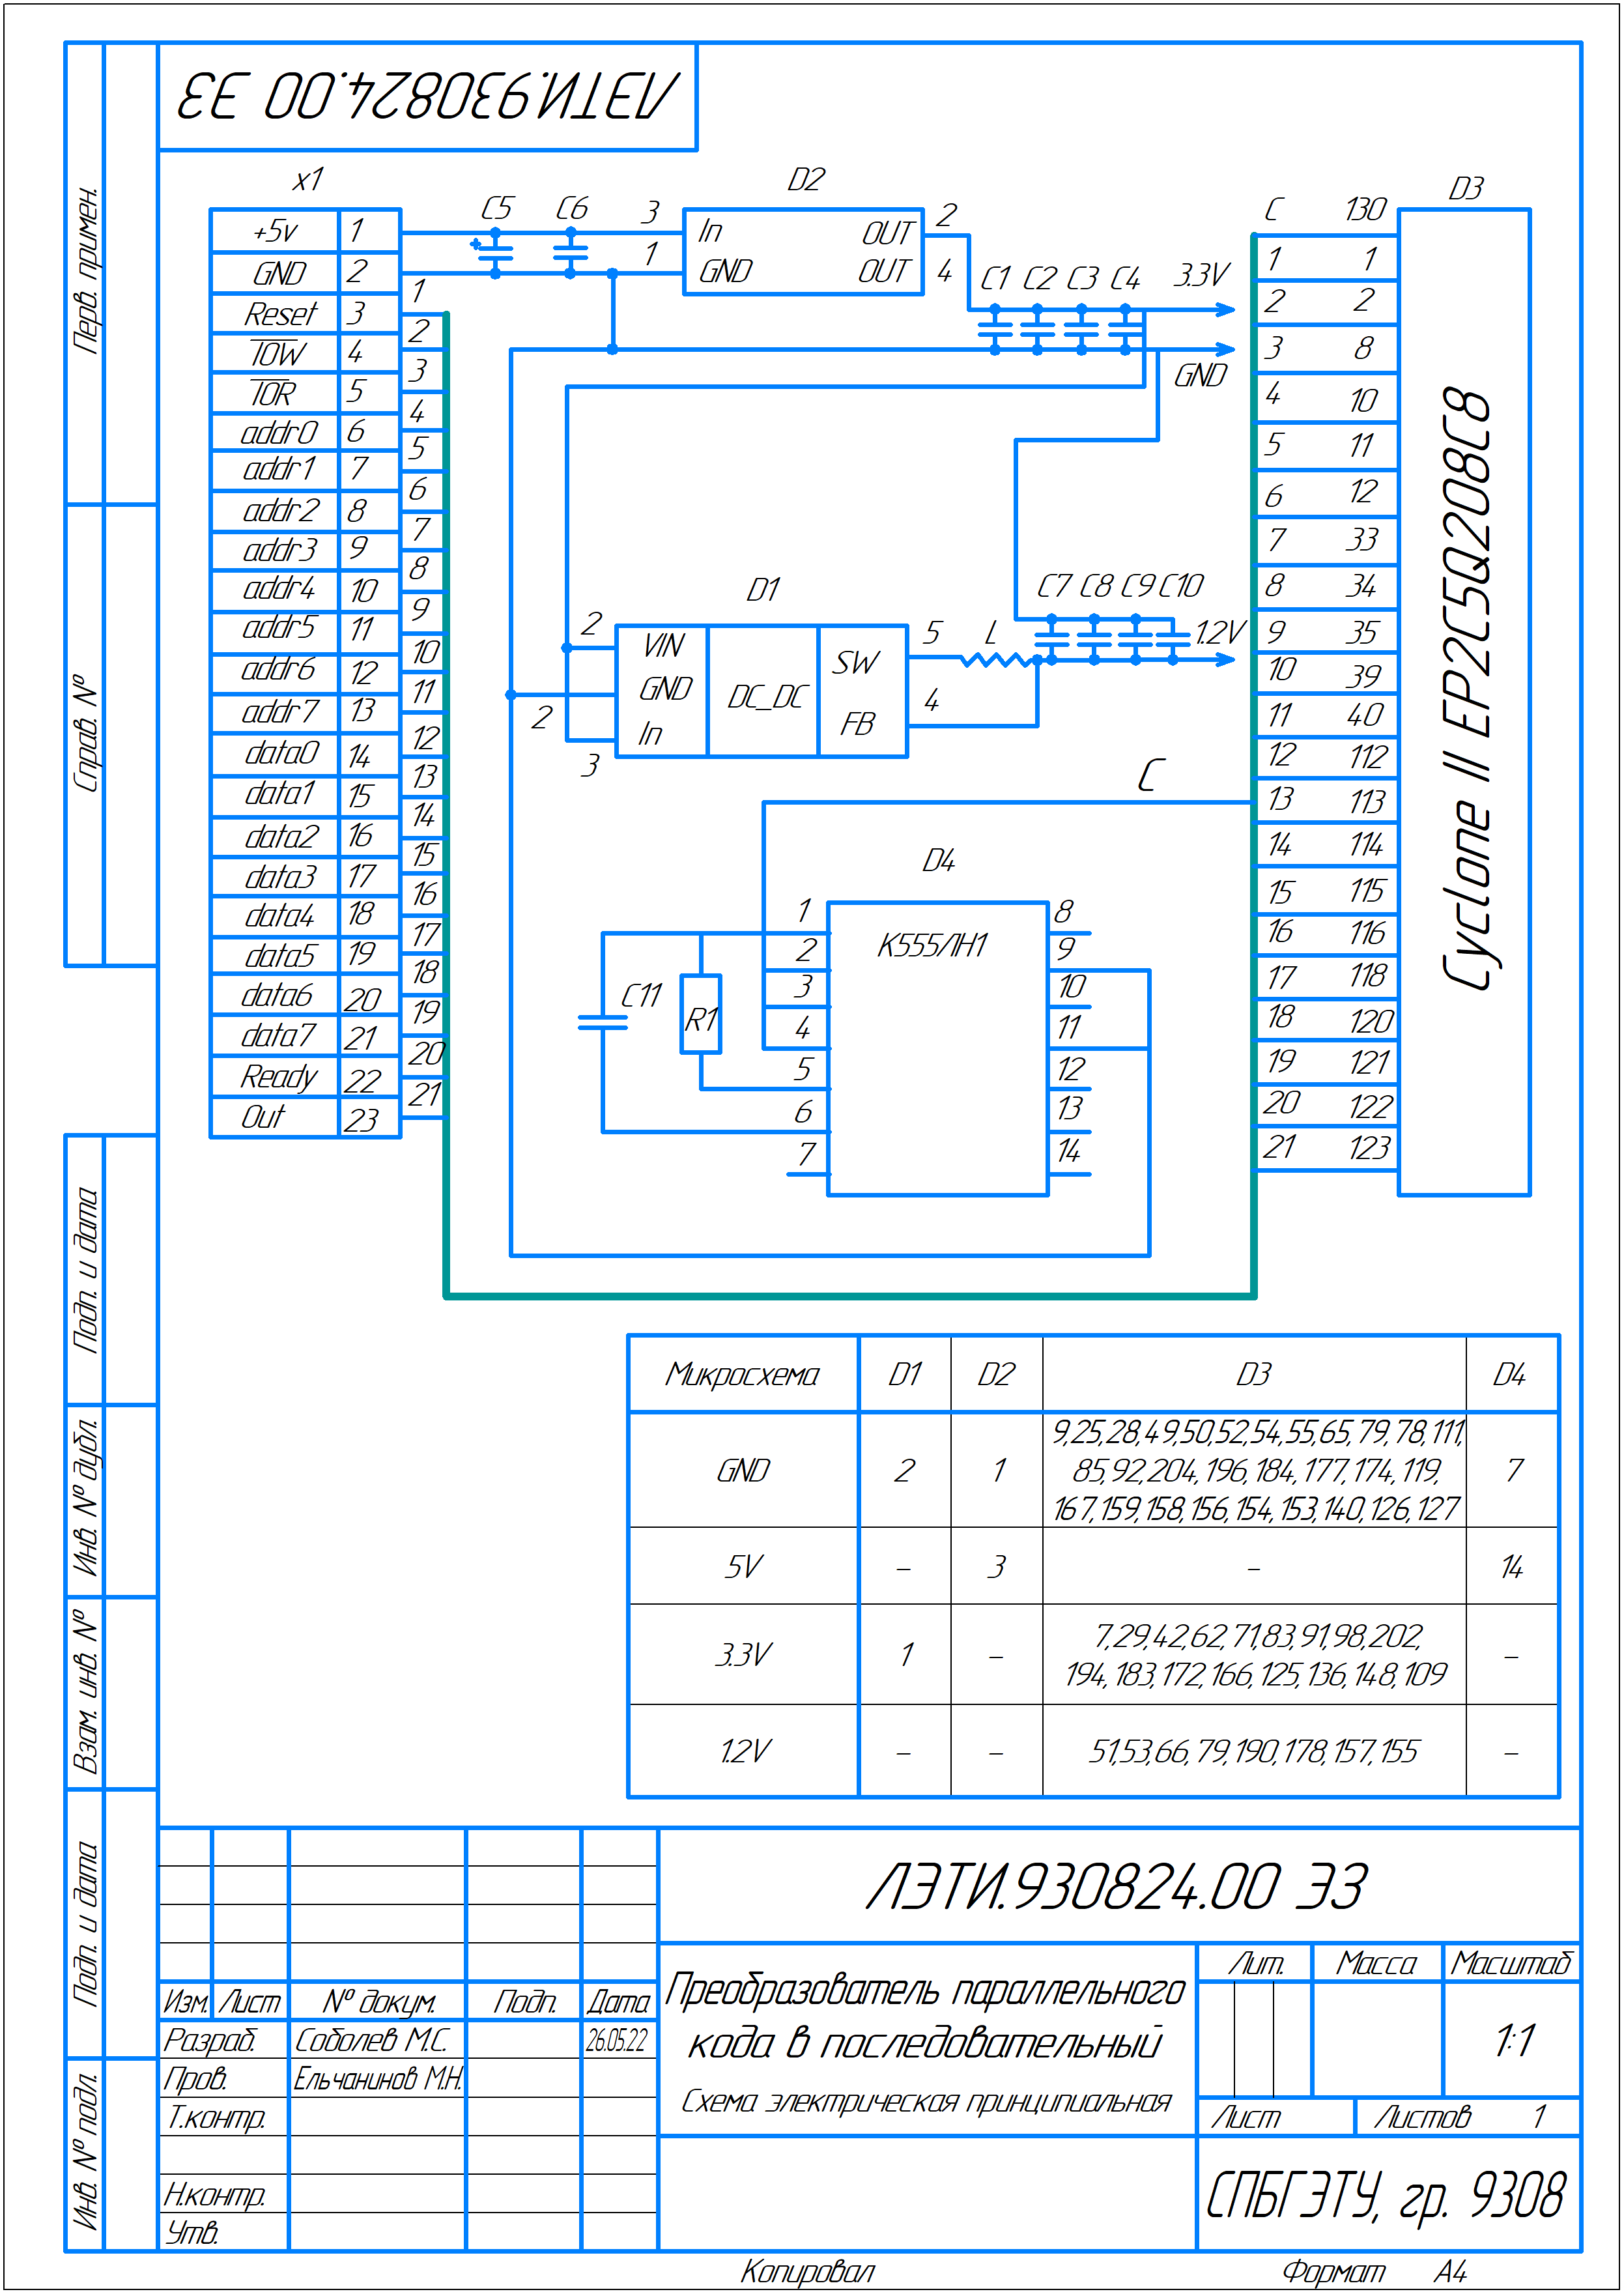 ЛЭТИ.930824.00 ЭЗ
Перв. примен.
Справ. №
Подп. и дата
Инв. № дубл.
Взам. инв. №
Подп. и дата
Инв. № подл.
x1
+5v 1
GND 2
Reset 3
IOW 4
IOR 5
addr0 6
addr1 7
addr2 8
addr3 9
addr4 10
addr5 11
addr6 12
addr7 13
data0 14
data1 15
data2 16
data3 17
data4 18
data5 19
data6 20
data7 21
Ready 22
Out 23
1
2
3
4
5
6
7
8
9
10
11
12
13
14
15
16
17
18
19
20
21
C5 C6
3
1
D2
In OUT
GND OUT
2
4
C1 C2 C3 C4
3.3V
GND
D1
2
2
3
VIN
GND
In
DC_DC
SW
FB
5
4
L
C7 C8 C9 C10
1.2V
C
D4
К555ЛН1
C11
R1
1
2
3
4
5
6
7
8
9
10
11
12
13
14
D3
Cyclone II EP2C5Q208C8
C 130
1 1
2 2
3 8
4 10
5 11
6 12
7 33
8 34
9 35
10 39
11 40
12 112
13 113
14 114
15 115
16 116
17 118
18 120
19 121
20 122
21 123
Микросхема D1 D2 D3 D4
9,25,28,49,50,52,54,55,65,79,78,111,
GND 2 1 85,92,204,196,184,177,174,119, 7
167,159,158,156,154,153,140,126,127
5V - 3 - 14
7,29,42,62,71,83,91,98,202,
3.3V 1 - 194,183,172,166,125,136,148,109 -
1.2V - - 51,53,66,79,190,178,157,155 -
ЛЭТИ.930824.00 ЭЗ
Преобразователь параллельного
кода в последовательный
Схема электрическая принципиальная
Лит. Масса Масштаб
1:1
Лист Листов 1
СПБГЭТУ, гр. 9308
Изм. Лист № докум. Подп. Дата
Разраб. Соболев М.С. 26.05.22
Пров. Ельчанинов М.Н.
Т.контр.
Н.контр.
Утв.
Копировал Формат А4